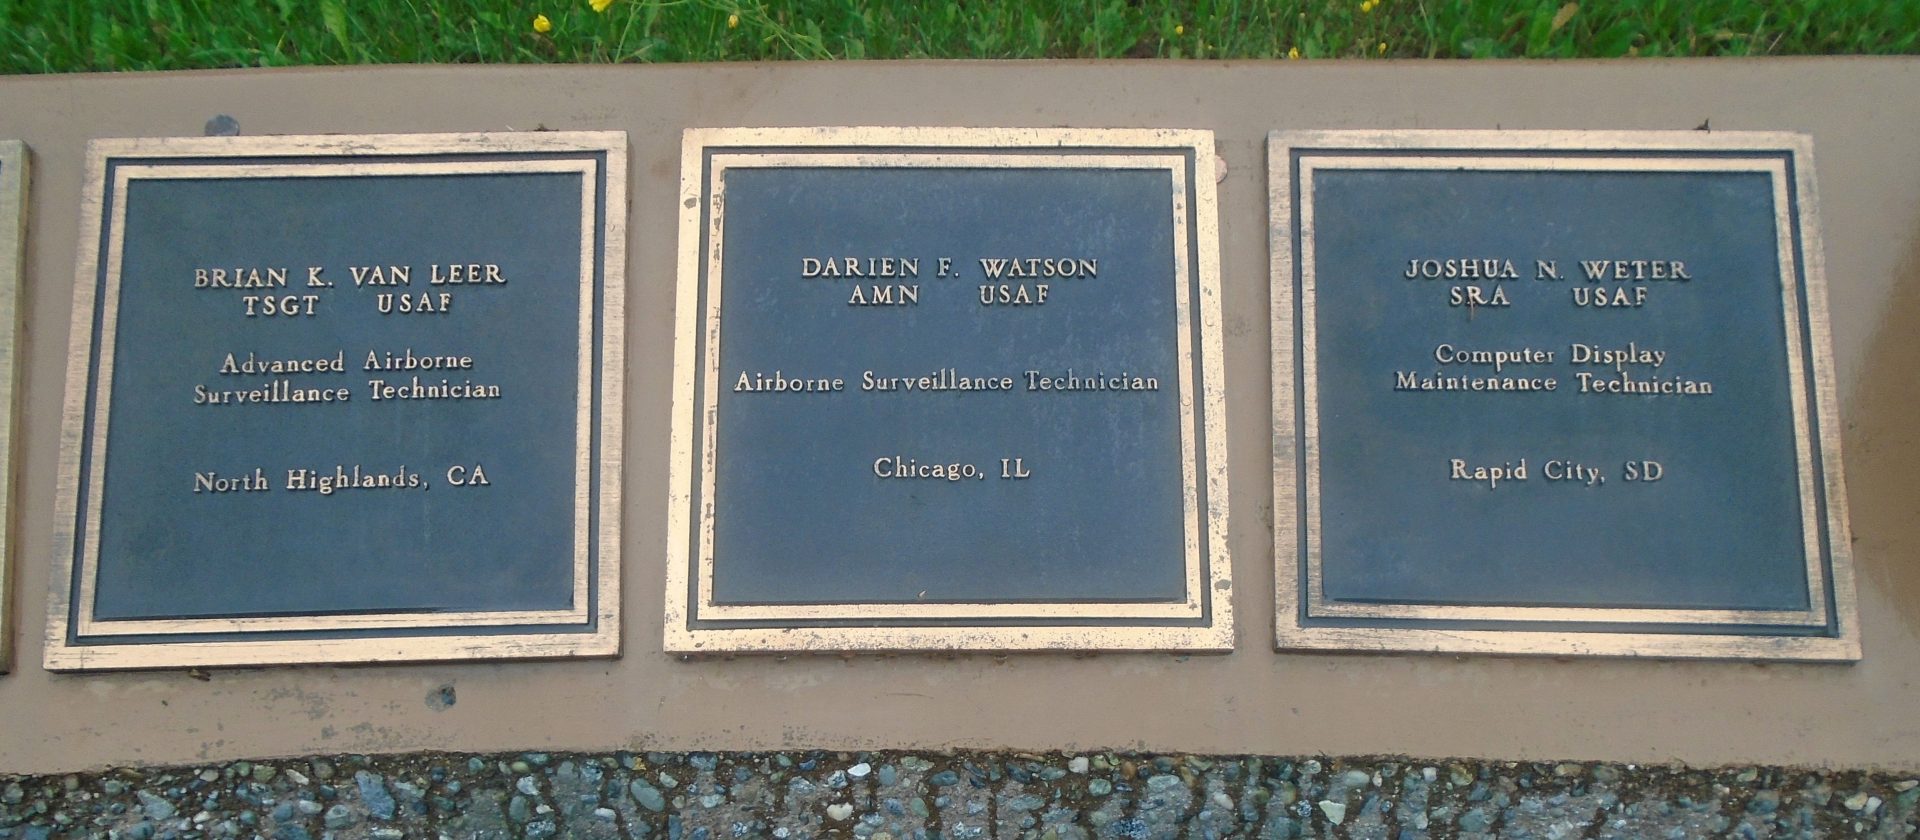 BRIAN K. VAN LEER
TSGT USAF
Advanced Airborne
Surveillance Technician
North Highlands, CA
DARIEN F. WATSON
AMN USAF
Airborne Surveillance Technician
Chicago, IL
JOSHUA N. WETER
SRA USAF
Computer Display
Maintenance Technician
Rapid City, SD